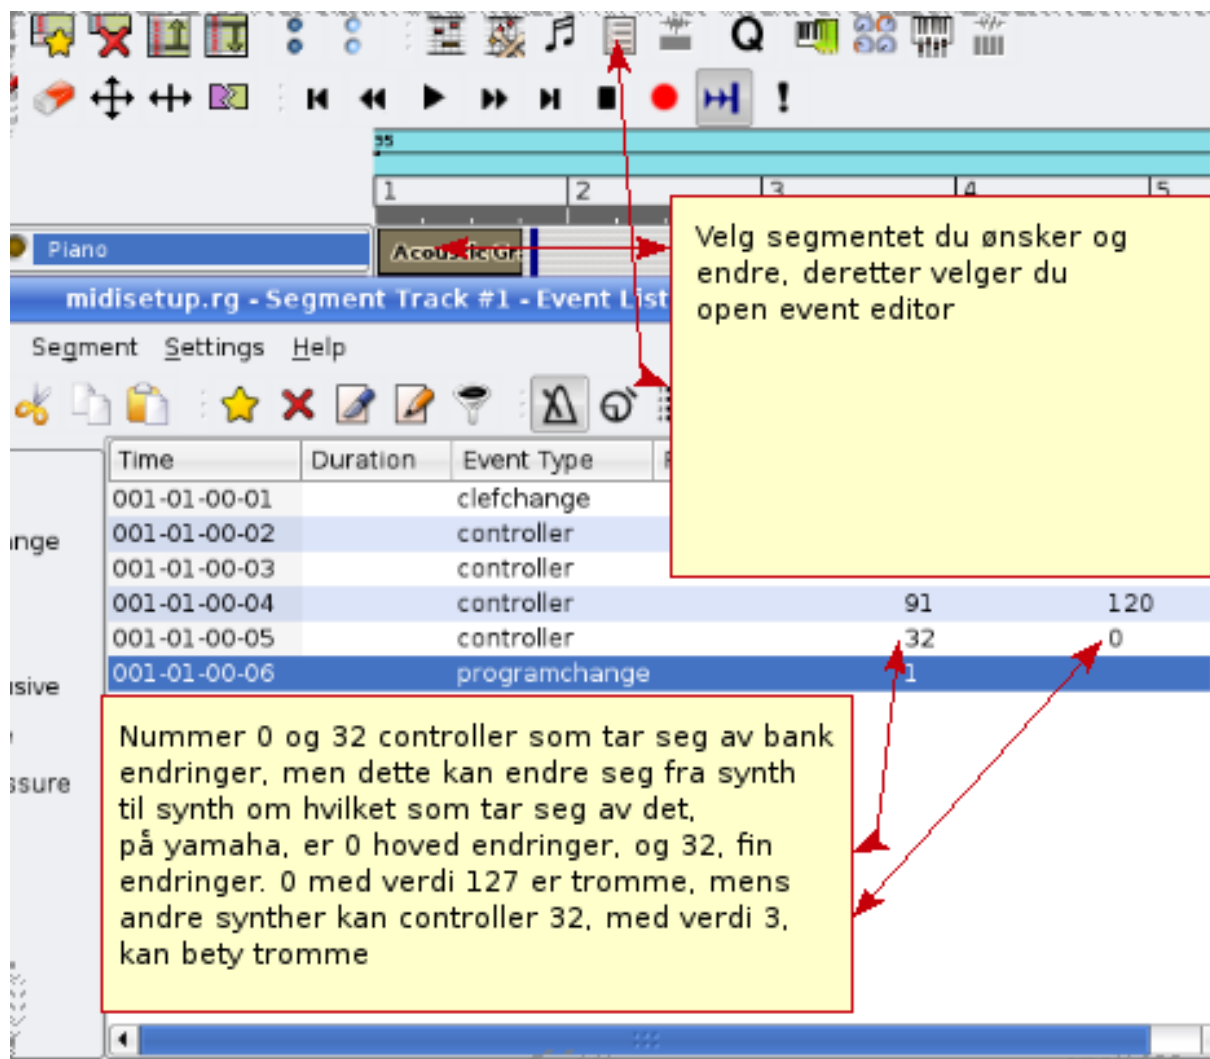 95
1 2 3 4 5
Piano
Acoustic Gr
midisetup.rg - Segment Track #1 - Event List
Velg segmentet du ønsker og
endre, deretter velger du
open event editor
Segment Settings Help
Time Duration Event Type
001-01-00-01 clefchange
001-01-00-02 controller
001-01-00-03 controller
001-01-00-04 controller 91 120
001-01-00-05 controller 32 0
001-01-00-06 programchange 1
nge
sive
ssure
Nummer 0 og 32 controller som tar seg av bank
endringer, men dette kan endre seg fra synth
til synth om hvilket som tar seg av det,
på yamaha, er 0 hoved endringer, og 32, fin
endringer. 0 med verdi 127 er tromme, mens
andre synther kan controller 32, med verdi 3,
kan bety tromme